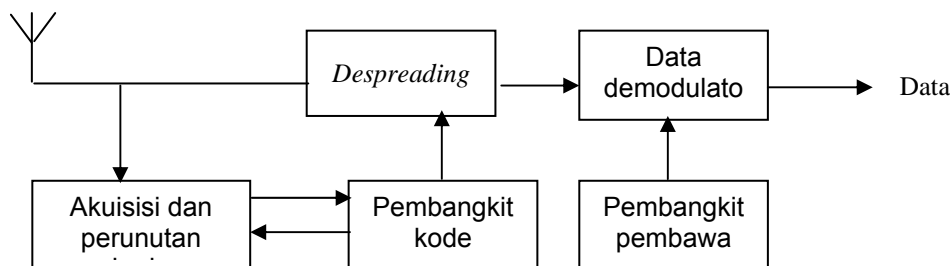 Despreading
Data
demodulato
Data
Akuisisi dan
perunutan
Pembangkit
kode
Pembangkit
pembawa